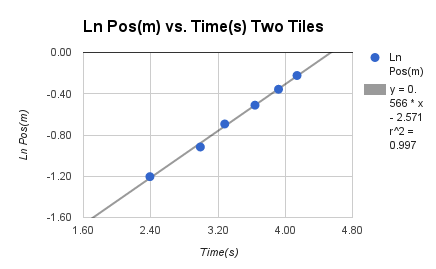 Ln Pos(m) vs. Time(s) Two Tiles
0.00
-0.40
-0.80
-1.20
-1.60
Ln Pos(m)
1.60 2.40 3.20 4.00 4.80
Time(s)
Ln
Pos(m)
y = 0.
566 * x
- 2.571
r^2 =
0.997